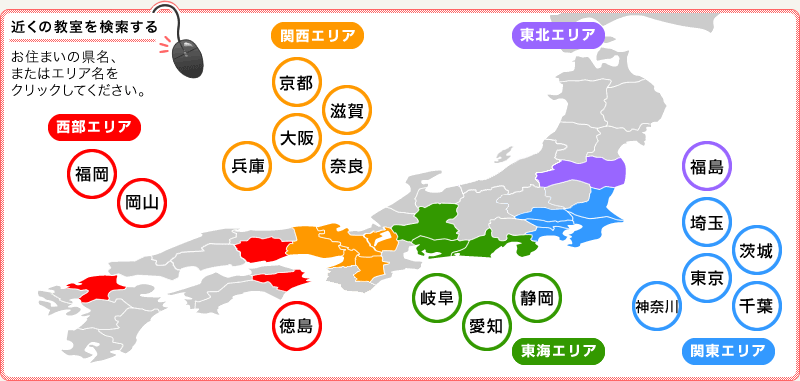 近くの教室を検索する
お住まいの県名、
またはエリア名を
クリックしてください。
西部エリア
福岡
岡山
徳島
関西エリア
京都
滋賀
大阪
兵庫
奈良
東北エリア
福島
埼玉
茨城
東京
神奈川
千葉
関東エリア
岐阜
静岡
愛知
東海エリア